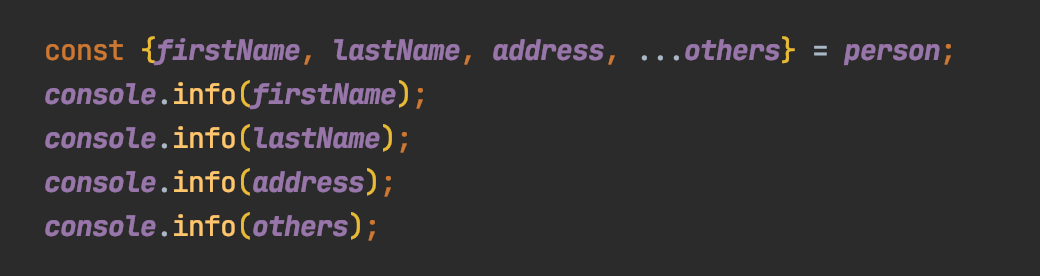 const {firstName, lastName, address, ...others} = person;
console.info(firstName);
console.info(lastName);
console.info(address);
console.info(others);